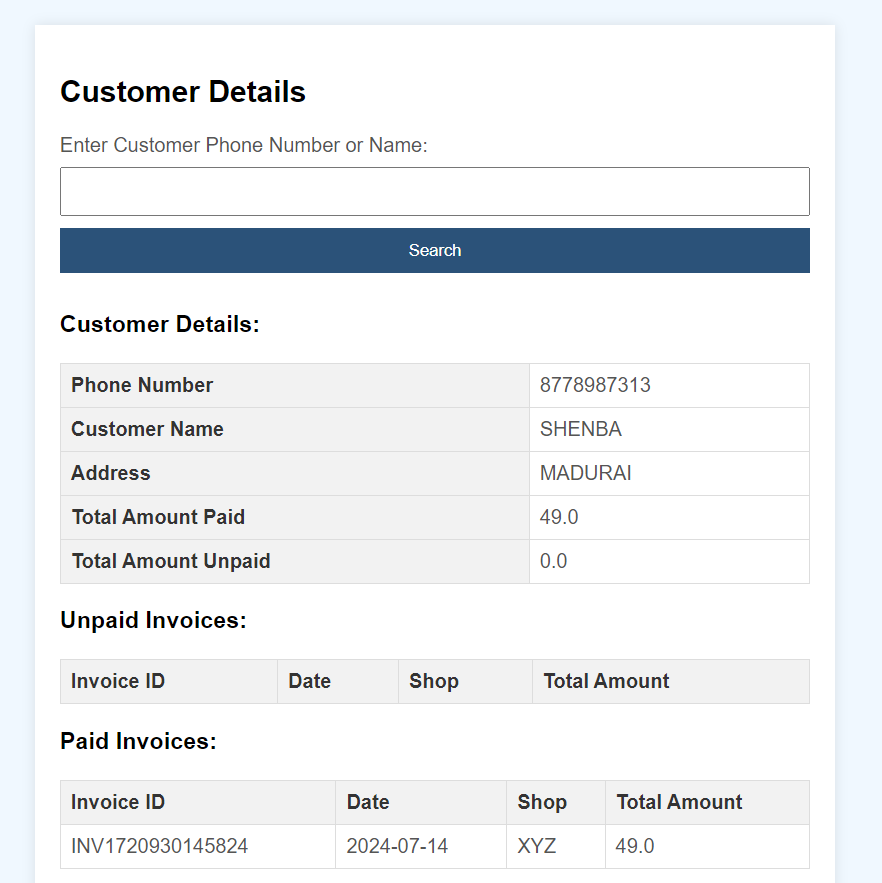 Customer Details
Enter Customer Phone Number or Name:
Search
Customer Details:
Phone Number 8778987313
Customer Name SHENBA
Address MADURAI
Total Amount Paid 49.0
Total Amount Unpaid 0.0
Unpaid Invoices:
Invoice ID Date Shop Total Amount
Paid Invoices:
Invoice ID Date Shop Total Amount
INV1720930145824 2024-07-14 XYZ 49.0